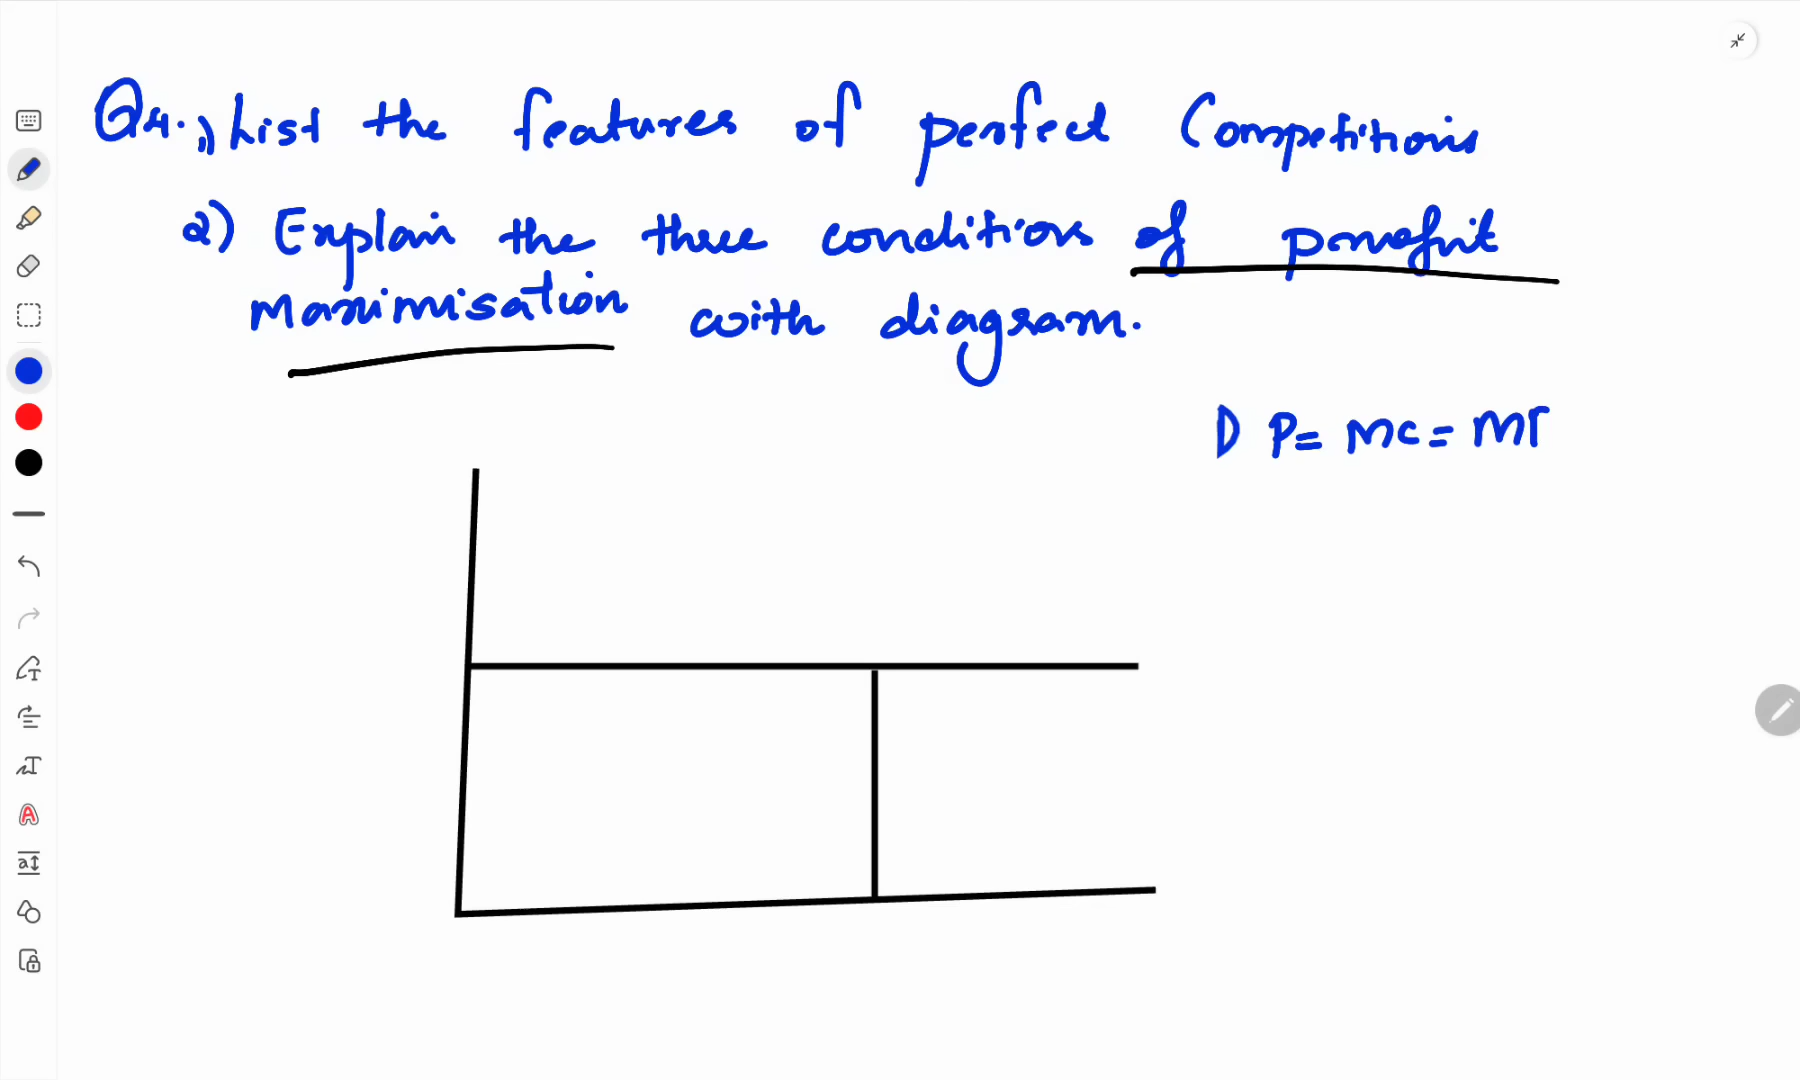 Q4. 1) List the features of perfect Competitions
2) Explain the three conditions of profit
maximisation with diagram.
1) P = MC = MR